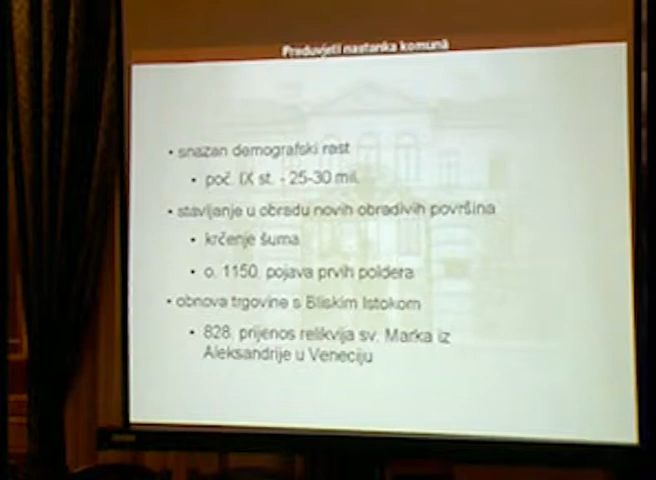 Preduvjeti nastanka komuna
• snažan demografski rast
• poč. IX st. - 25-30 mil.
• stavljanje u obradu novih obradivih površina
• krčenje šuma
• o. 1150. pojava prvih poldera
• obnova trgovine s Bliskim Istokom
• 828. prijenos relikvija sv. Marka iz
Aleksandrije u Veneciju